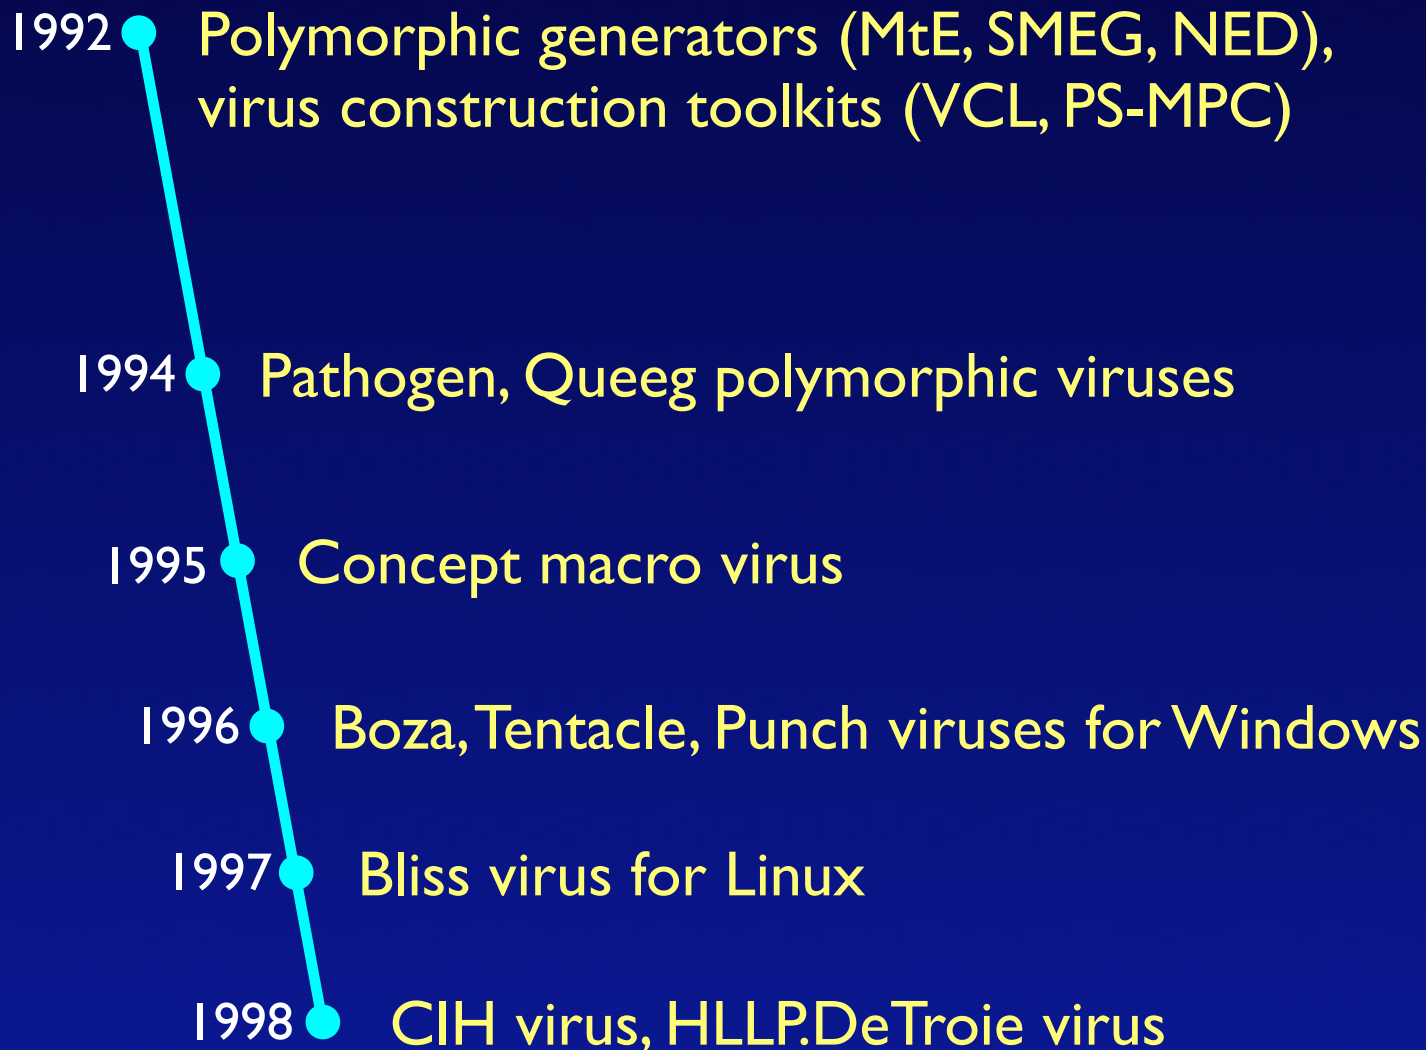 1992 Polymorphic generators (MtE, SMEG, NED),
virus construction toolkits (VCL, PS-MPC)
1994 Pathogen, Queeg polymorphic viruses
1995 Concept macro virus
1996 Boza, Tentacle, Punch viruses for Windows
1997 Bliss virus for Linux
1998 CIH virus, HLLP.DeTroie virus